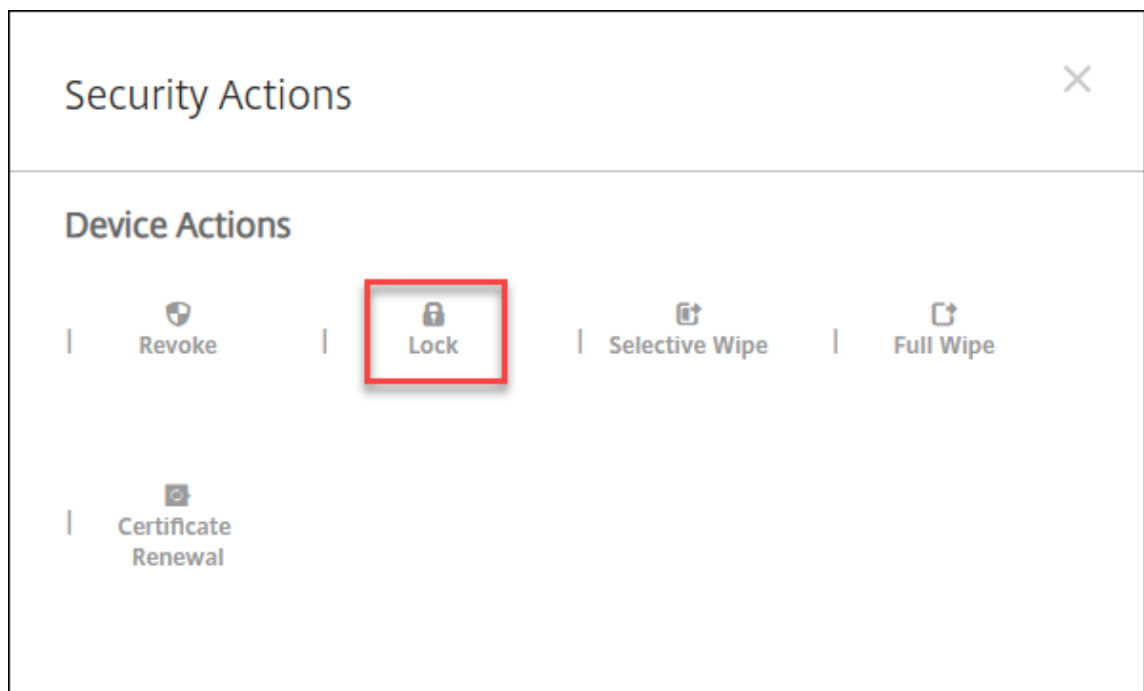 Security Actions
Device Actions
Revoke
Lock
Selective Wipe
Full Wipe
Certificate
Renewal